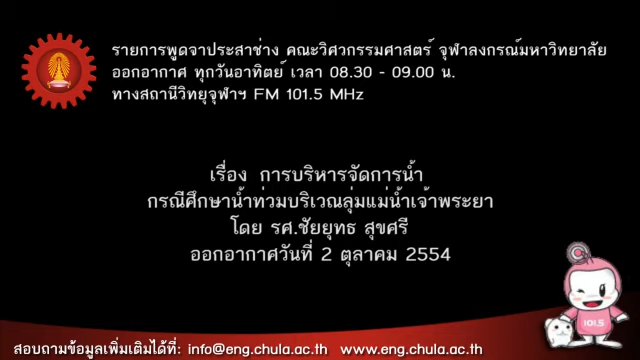 รายการพูดจาประสาช่าง คณะวิศวกรรมศาสตร์ จุฬาลงกรณ์มหาวิทยาลัย
ออกอากาศ ทุกวันอาทิตย์ เวลา 08.30 - 09.00 น.
ทางสถานีวิทยุจุฬาฯ FM 101.5 MHz
เรื่อง การบริหารจัดการน้ำ
กรณีศึกษาน้ำท่วมบริเวณลุ่มแม่น้ำเจ้าพระยา
โดย รศ.ชัยยุทธ สุขศรี
ออกอากาศวันที่ 2 ตุลาคม 2554
101.5
สอบถามข้อมูลเพิ่มเติมได้ที่: info@eng.chula.ac.th www.eng.chula.ac.th